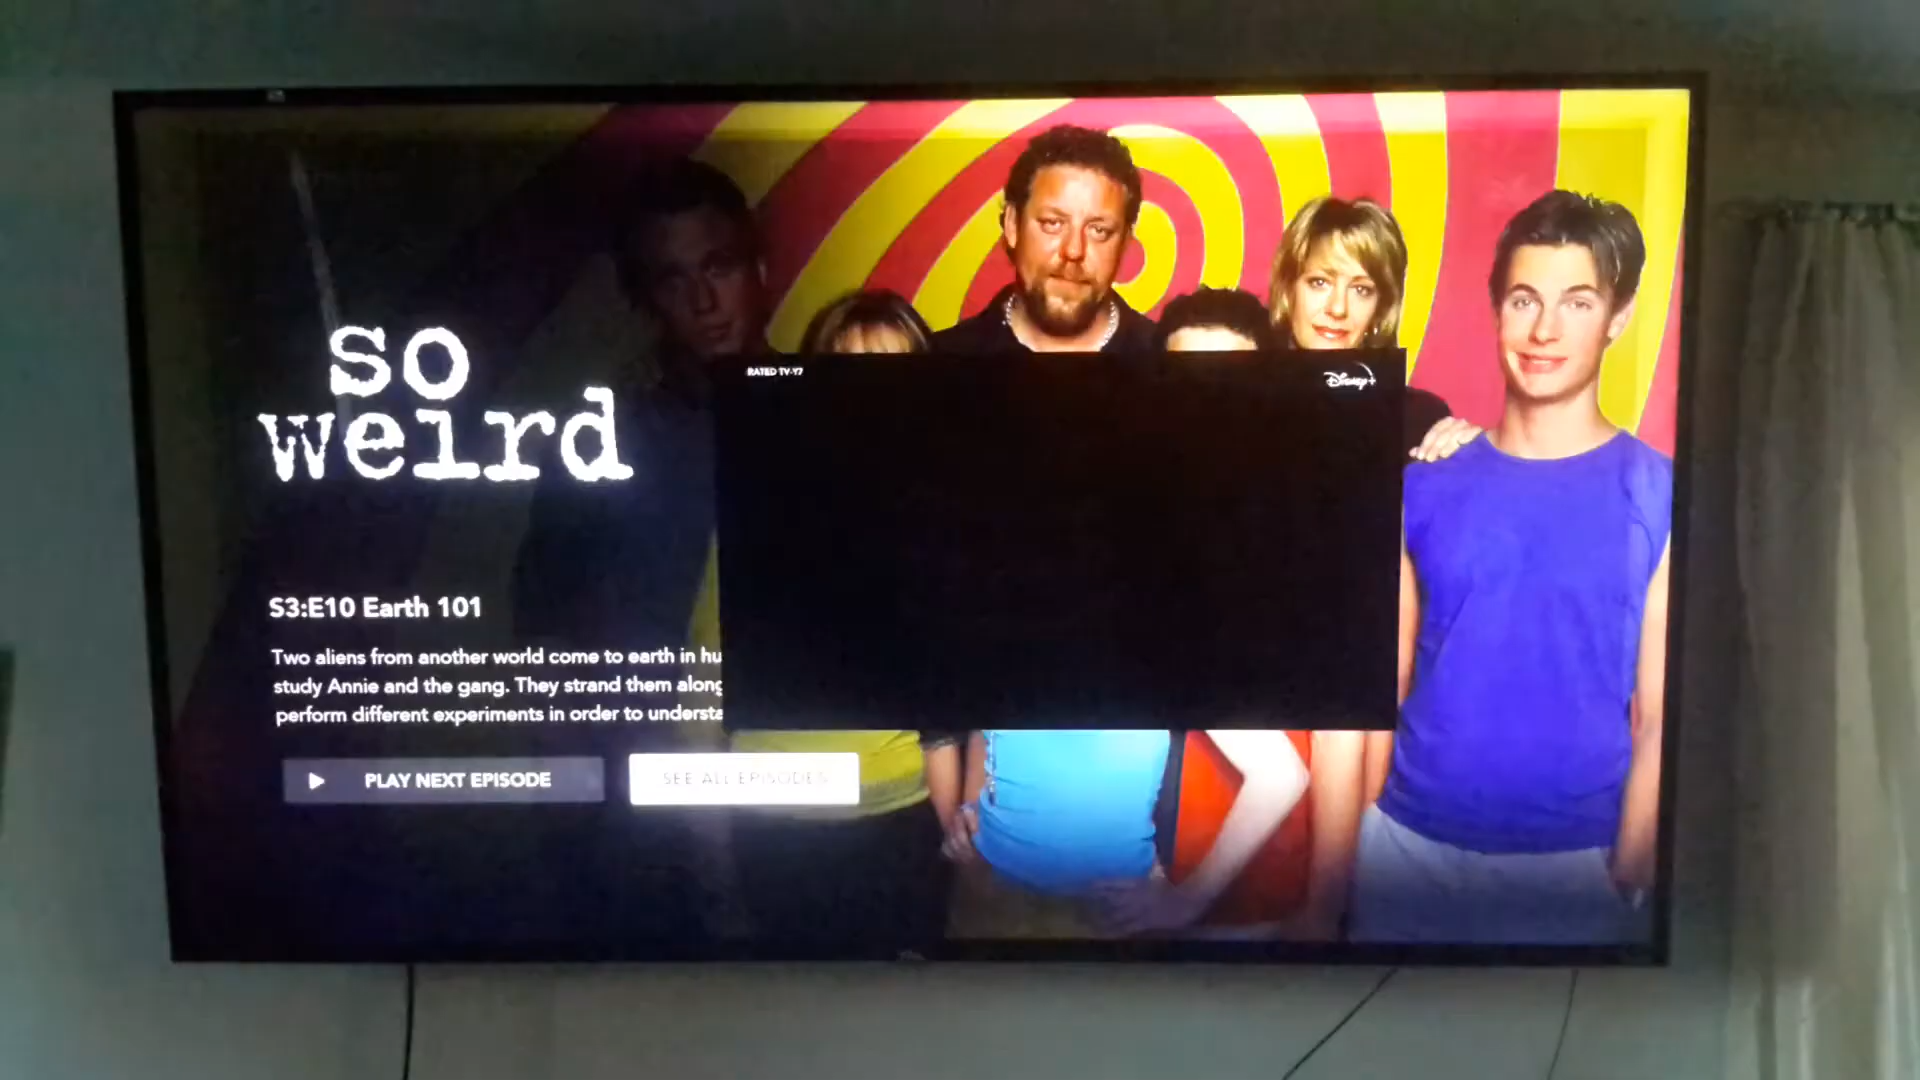 so
weird
RATED TV-Y7
Disney+
S3:E10 Earth 101
Two aliens from another world come to earth in hu
study Annie and the gang. They strand them along
perform different experiments in order to understa
PLAY NEXT EPISODE
SEE ALL EPISODES